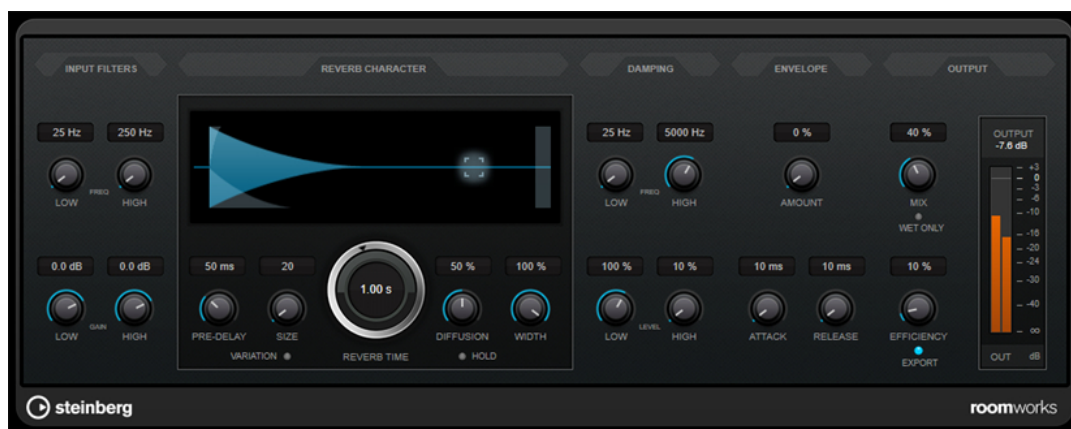 INPUT FILTERS REVERB CHARACTER DAMPING ENVELOPE OUTPUT
25 Hz 250 Hz
FREQ
LOW HIGH
0.0 dB 0.0 dB
GAIN
LOW HIGH
50 ms 20 1.00 s 50 % 100 %
PRE-DELAY SIZE REVERB TIME DIFFUSION WIDTH
VARIATION HOLD
25 Hz 5000 Hz
FREQ
LOW HIGH
100 % 10 %
LEVEL
LOW HIGH
0 %
AMOUNT
10 ms 10 ms
ATTACK RELEASE
40 %
MIX
WET ONLY
10 %
EFFICIENCY
EXPORT
OUTPUT
-7.6 dB
+3
0
-3
-6
-10
-16
-20
-24
-30
-40
∞
OUT dB
steinberg roomworks